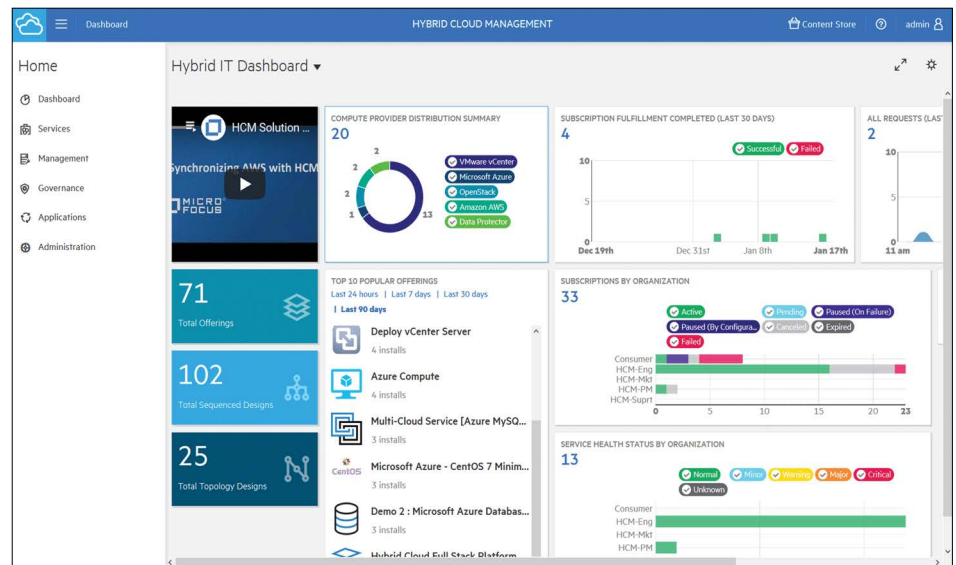 Dashboard
HYBRID CLOUD MANAGEMENT
Content Store
admin
Home
Dashboard
Services
Management
Governance
Applications
Administration
Hybrid IT Dashboard
HCM Solution ...
Synchronizing AWS with HCM
MICRO
FOCUS
COMPUTE PROVIDER DISTRIBUTION SUMMARY
20
2
2
2
1
13
VMware vCenter
Microsoft Azure
OpenStack
Amazon AWS
Data Protector
SUBSCRIPTION FULFILLMENT COMPLETED (LAST 30 DAYS)
4
Successful Failed
10
5
0
Dec 19th Dec 31st Jan 8th Jan 17th
ALL REQUESTS (LAS
2
10
5
0
11 am
71
Total Offerings
102
Total Sequenced Designs
25
Total Topology Designs
TOP 10 POPULAR OFFERINGS
Last 24 hours | Last 7 days | Last 30 days
| Last 90 days
Deploy vCenter Server
4 installs
Azure Compute
4 installs
Multi-Cloud Service [Azure MySQ...
3 installs
CentOS
Microsoft Azure - CentOS 7 Minim...
3 installs
Demo 2 : Microsoft Azure Databas...
3 installs
Hybrid Cloud Full Stack Platform
SUBSCRIPTIONS BY ORGANIZATION
33
Active Pending Paused (On Failure)
Paused (By Configura... Canceled Expired
Failed
Consumer
HCM-Eng
HCM-Mkt
HCM-PM
HCM-Suprt
0 5 10 15 20 23
SERVICE HEALTH STATUS BY ORGANIZATION
13
Normal Minor Warning Major Critical
Unknown
Consumer
HCM-Eng
HCM-Mkt
HCM-PM